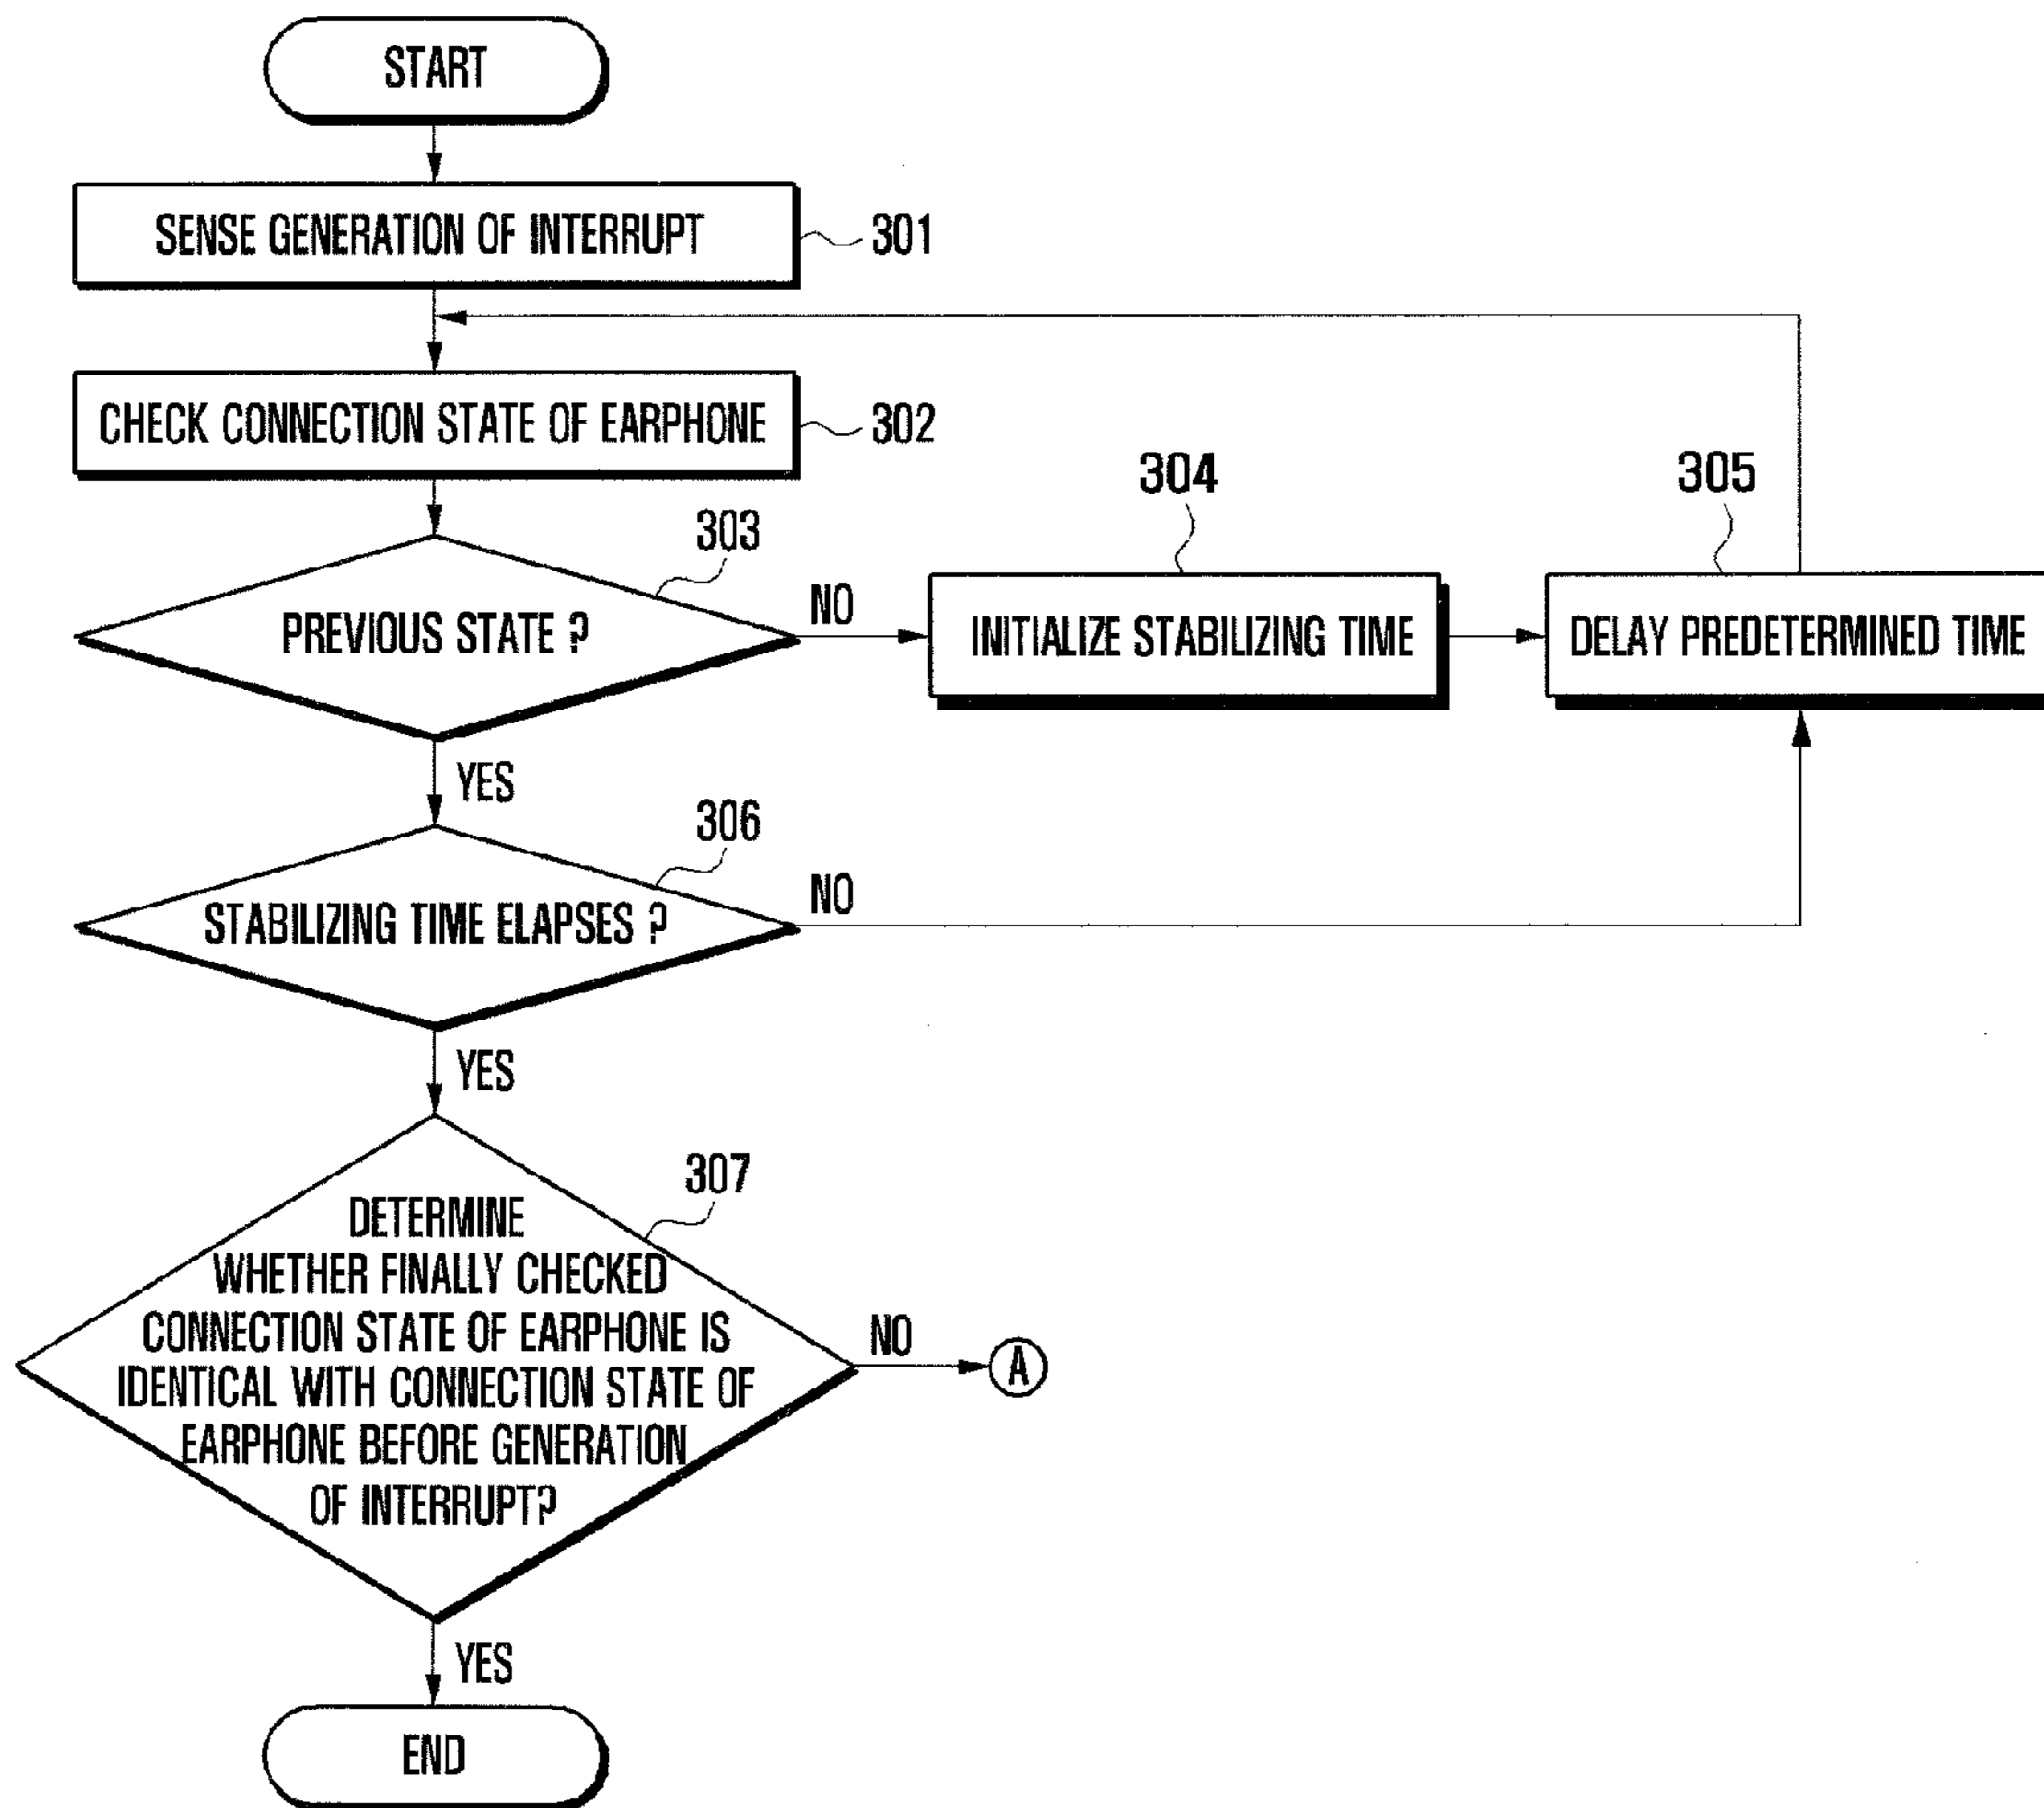 START
SENSE GENERATION OF INTERRUPT
301
CHECK CONNECTION STATE OF EARPHONE
302
303
PREVIOUS STATE ?
NO
304
INITIALIZE STABILIZING TIME
305
DELAY PREDETERMINED TIME
YES
306
STABILIZING TIME ELAPSES ?
NO
YES
307
DETERMINE
WHETHER FINALLY CHECKED
CONNECTION STATE OF EARPHONE IS
IDENTICAL WITH CONNECTION STATE OF
EARPHONE BEFORE GENERATION
OF INTERRUPT?
NO
A
YES
END